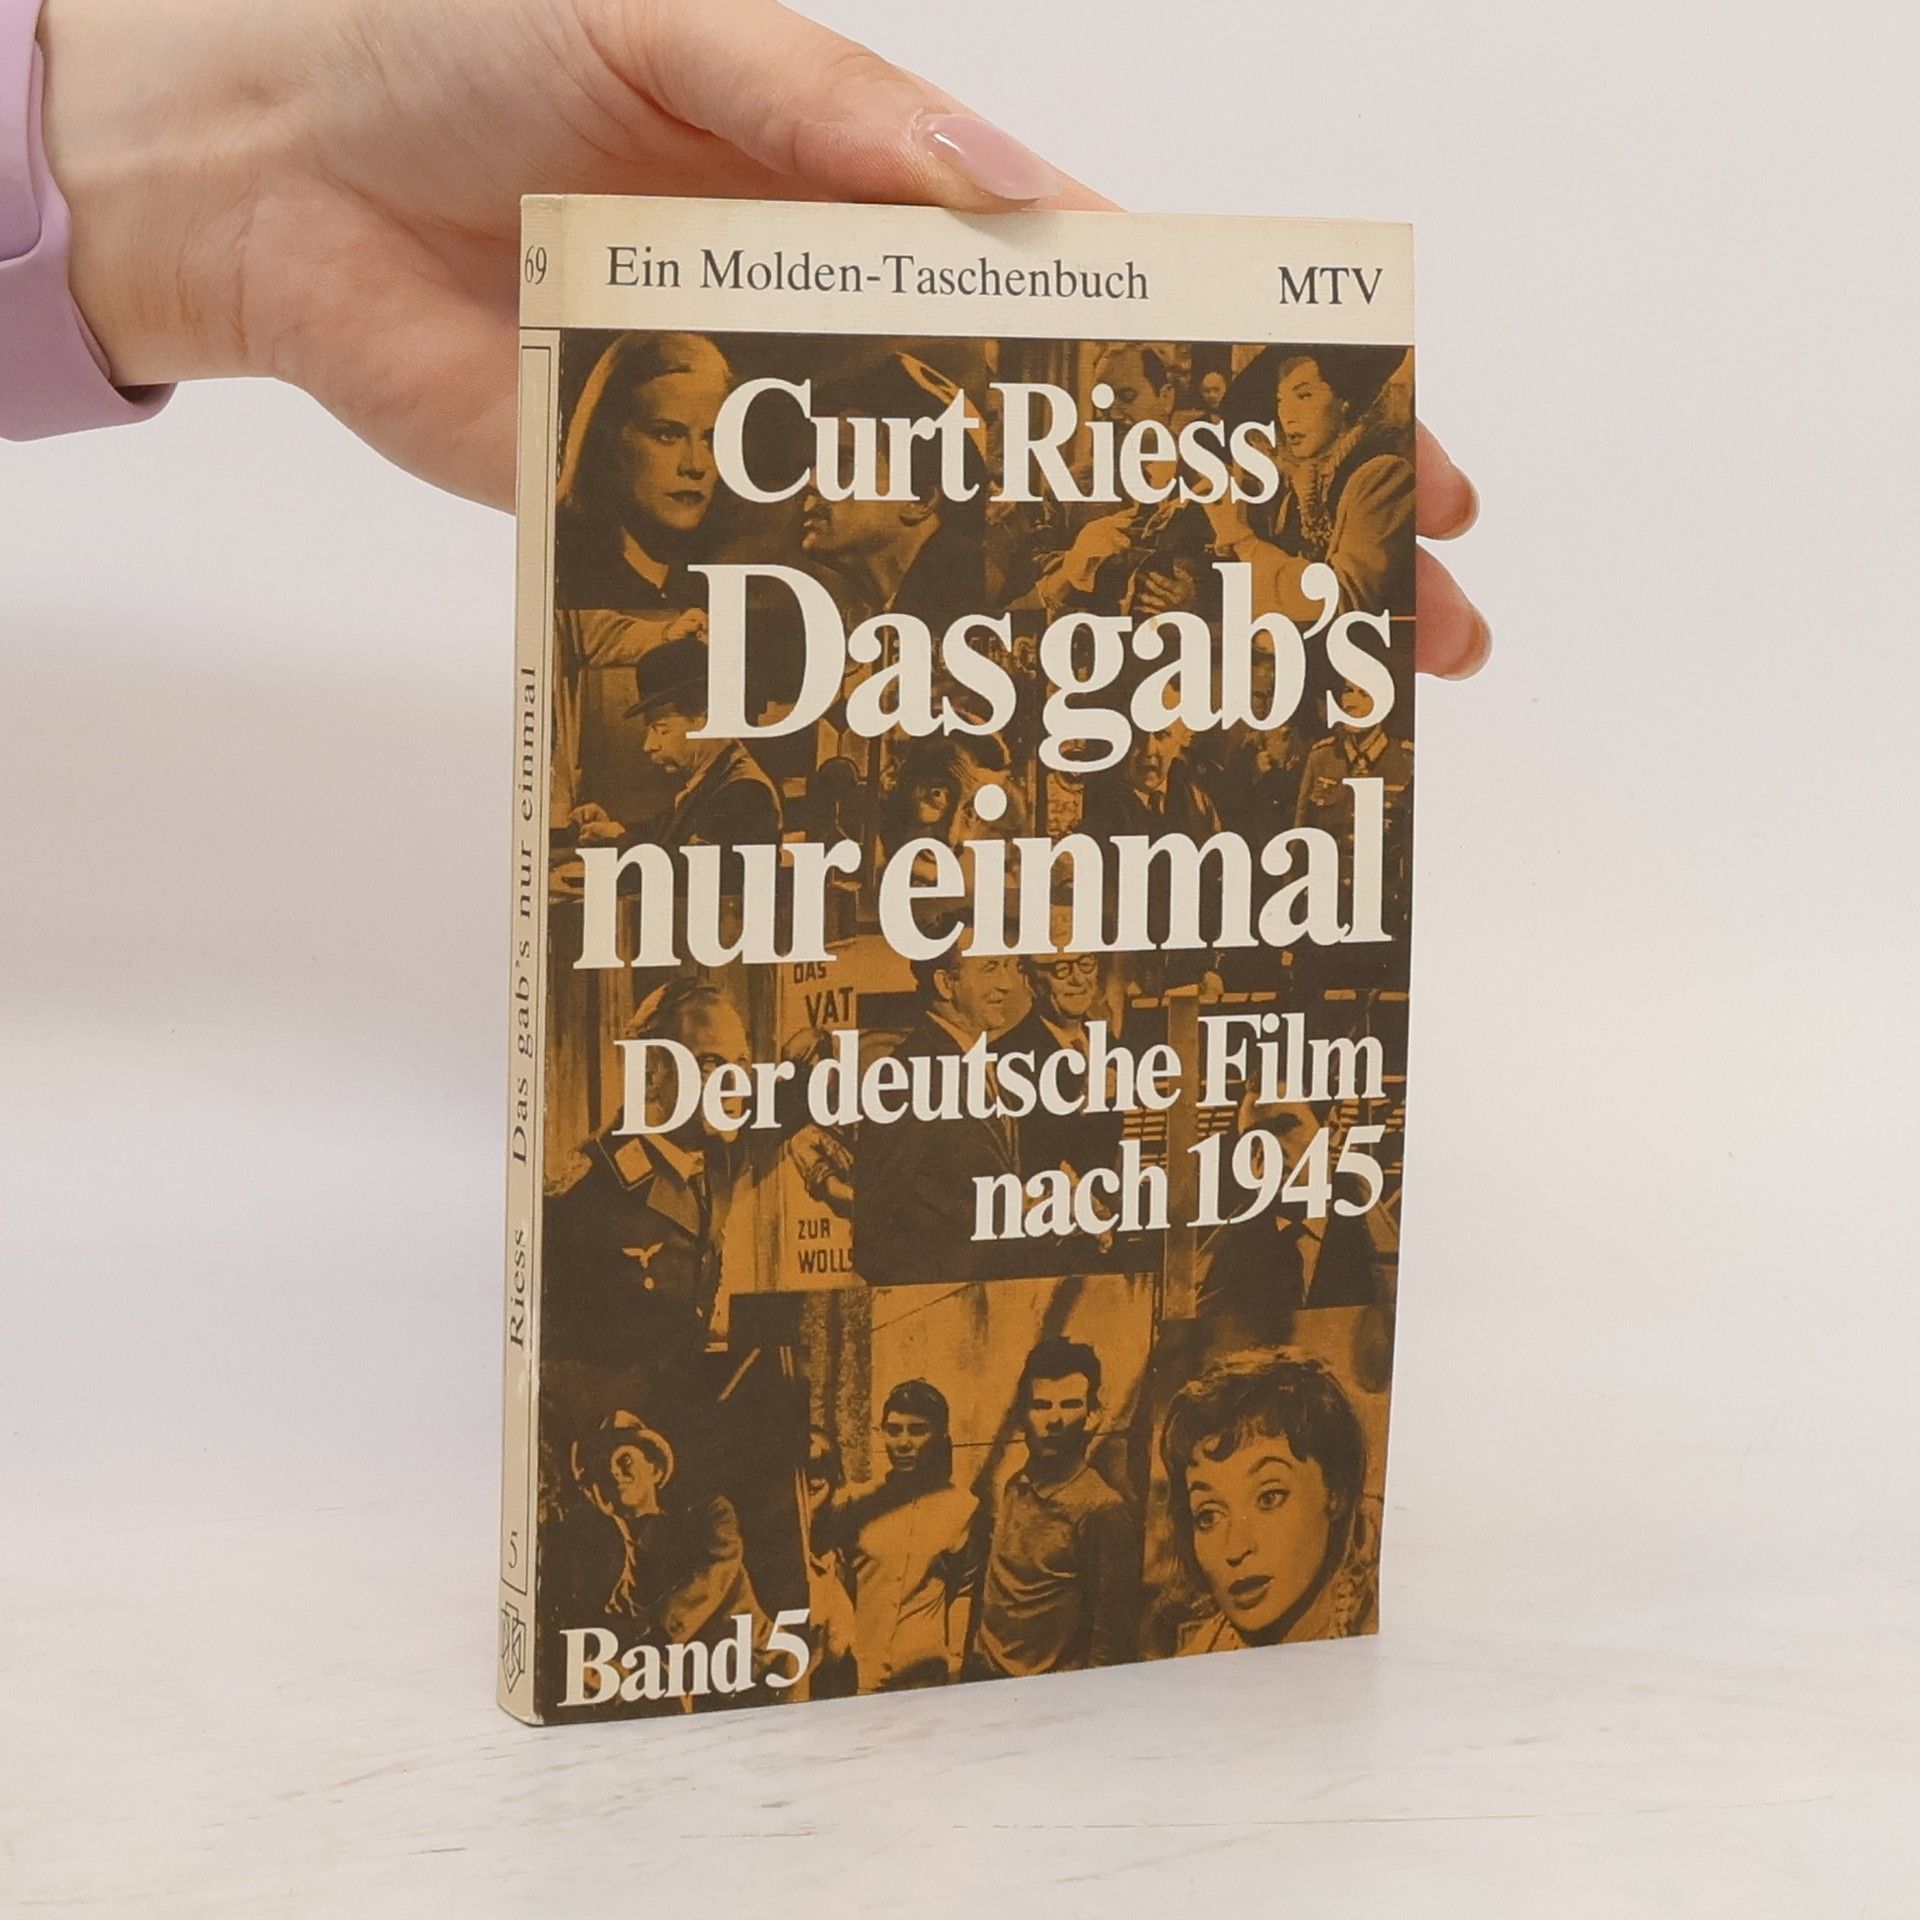 69
Ein Molden-Taschenbuch MTV
Curt Riess
Das gab's
nur einmal
Der deutsche Film
nach 1945
Band 5
DAS
VAT
ZUR
WOLLS
Riess Das gab's nur einmal
5